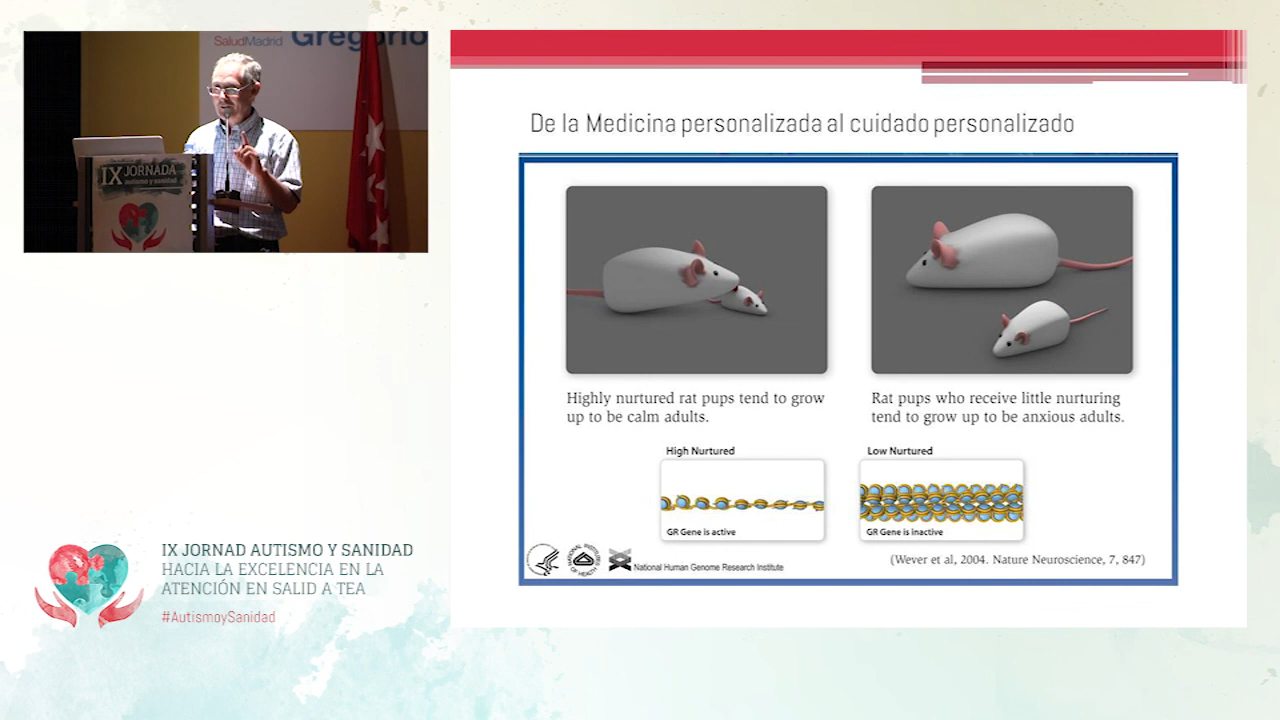 SaludMadrid
Gregorio
IX JORNADA
autismo y sanidad
De la Medicina personalizada al cuidado personalizado
Highly nurtured rat pups tend to grow
up to be calm adults.
Rat pups who receive little nurturing
tend to grow up to be anxious adults.
High Nurtured
GR Gene is active
Low Nurtured
GR Gene is inactive
National Human Genome Research Institute
(Wever et al, 2004. Nature Neuroscience, 7, 847)
IX JORNAD AUTISMO Y SANIDAD
HACIA LA EXCELENCIA EN LA
ATENCIÓN EN SALID A TEA
#AutismoySanidad